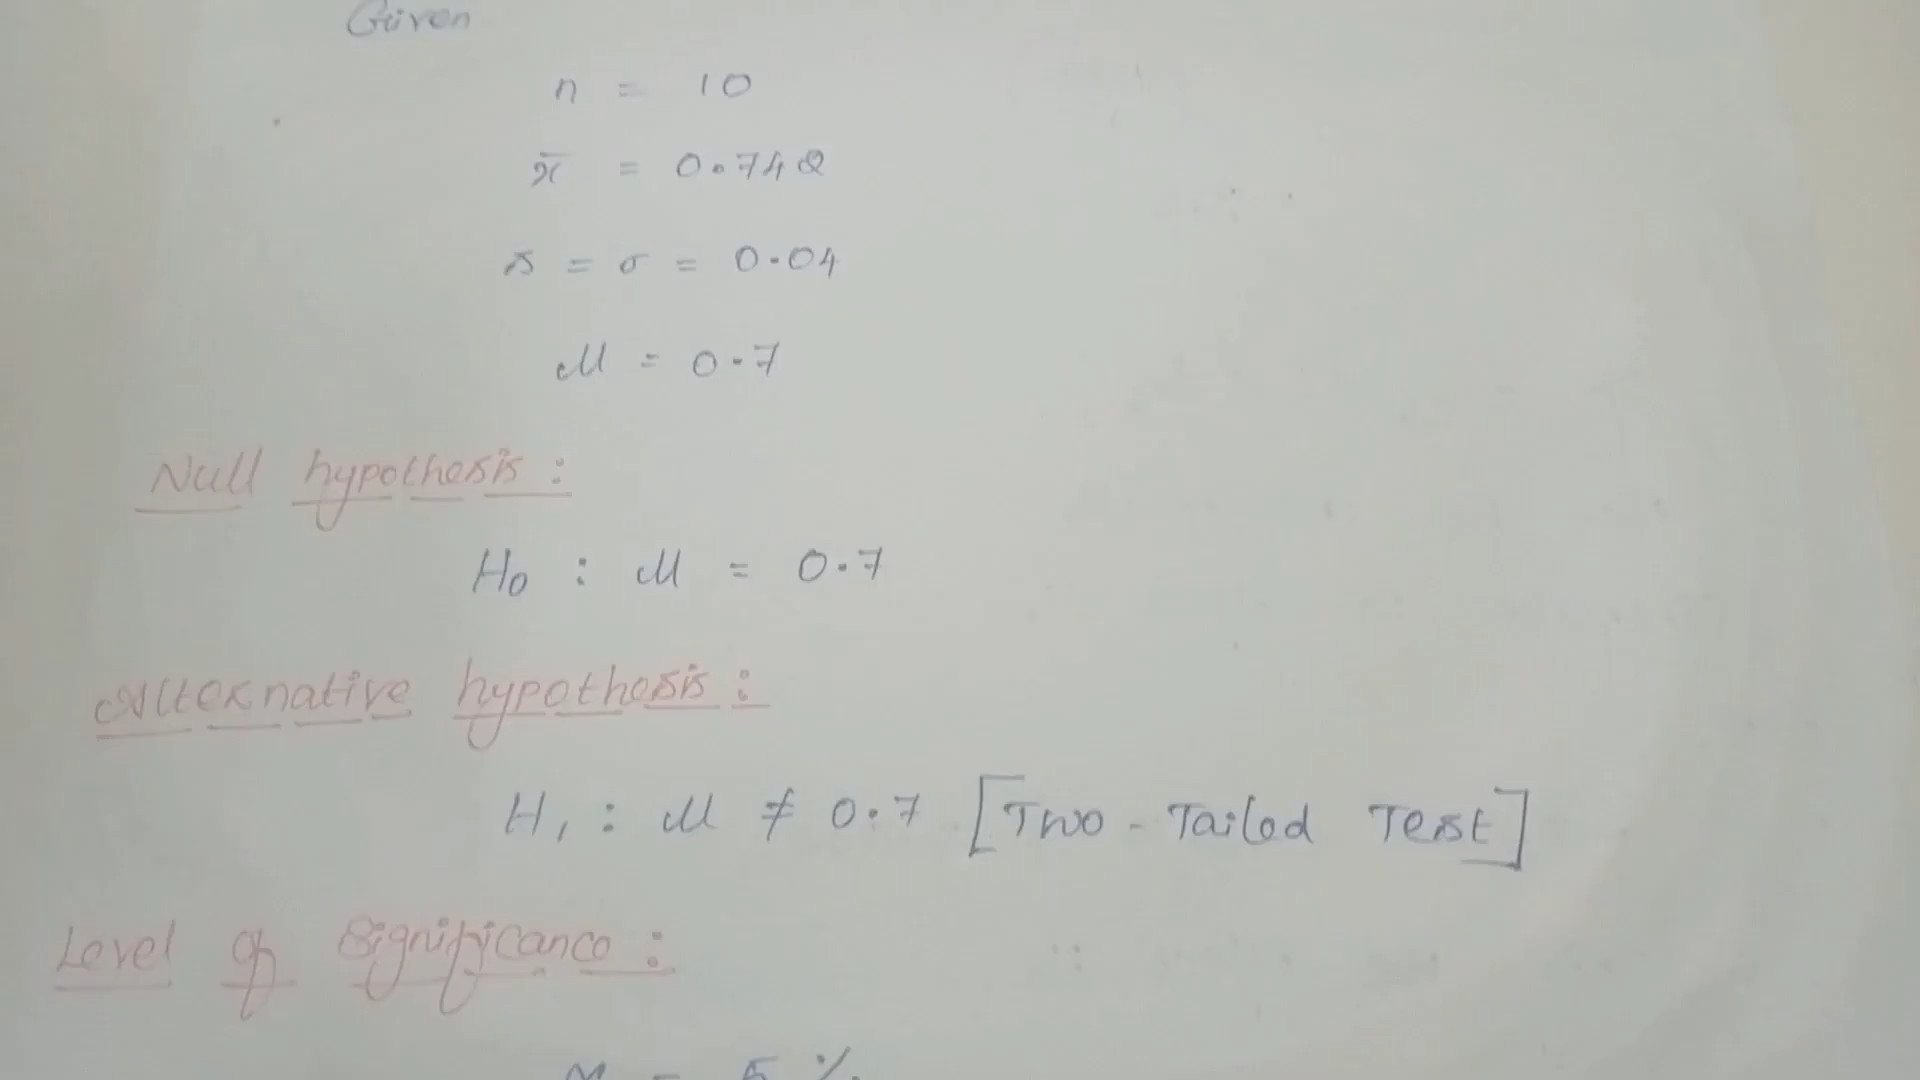 Given
n = 10
x̄ = 0.742
s = σ = 0.04
μ = 0.7
Null hypothesis :
H₀ : μ = 0.7
Alternative hypothesis :
H₁ : μ ≠ 0.7 [Two - Tailed Test]
Level of Significance :
α = 5 %